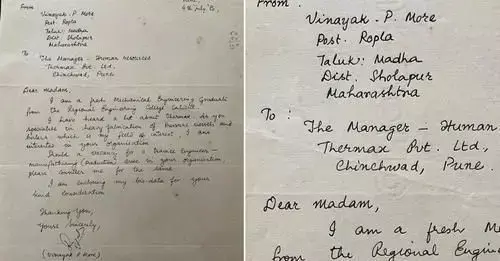 From
Vinayak . P. More
Post. Ropla
Taluk: Madha
Dist. Sholapur
Maharashtra
4th July
To
The Manager - Human resources
Thermax Pvt. Ltd,
Chinchwad, Pune
Dear madam,
I am a fresh Mechanical Engineering Graduate
from the Regional Engineering College Calicut.
I have heard a lot about Thermax. As you
specialise in heavy fabrication of pressure vessels and
boilers which is my field of interest, I am
interested in your organisation
Should a vacancy for a trainee engineer -
manufacturing (Production) arise in your organisation
please consider me for the same.
I am enclosing my bio-data for your
kind consideration
Thanking You,
Yours Sincerely,
(Vinayak P More)
From .
Vinayak . P. More
Post. Ropla
Taluk: Madha
Dist. Sholapur
Maharashtra
To :
The Manager - Human
Thermax Pvt. Ltd.,
Chinchwad, Pune.
Dear madam,
I am a fresh Me
from the Regional Engine